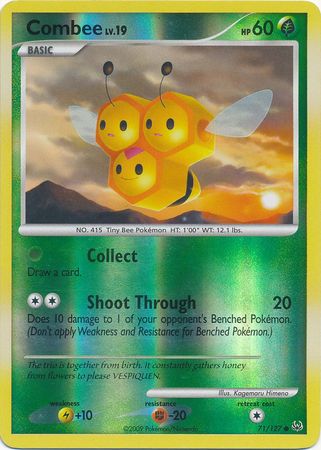 Combee LV.19 HP 60
BASIC
NO. 415 Tiny Bee Pokémon HT: 1'00" WT: 12.1 lbs.
Collect
Draw a card.
Shoot Through 20
Does 10 damage to 1 of your opponent's Benched Pokémon.
(Don't apply Weakness and Resistance for Benched Pokémon.)
The trio is together from birth. It constantly gathers honey
from flowers to please VESPIQUEN.
Illus. Kagemaru Himeno
weakness resistance retreat cost
+10 -20
©2009 Pokémon/Nintendo 71/127